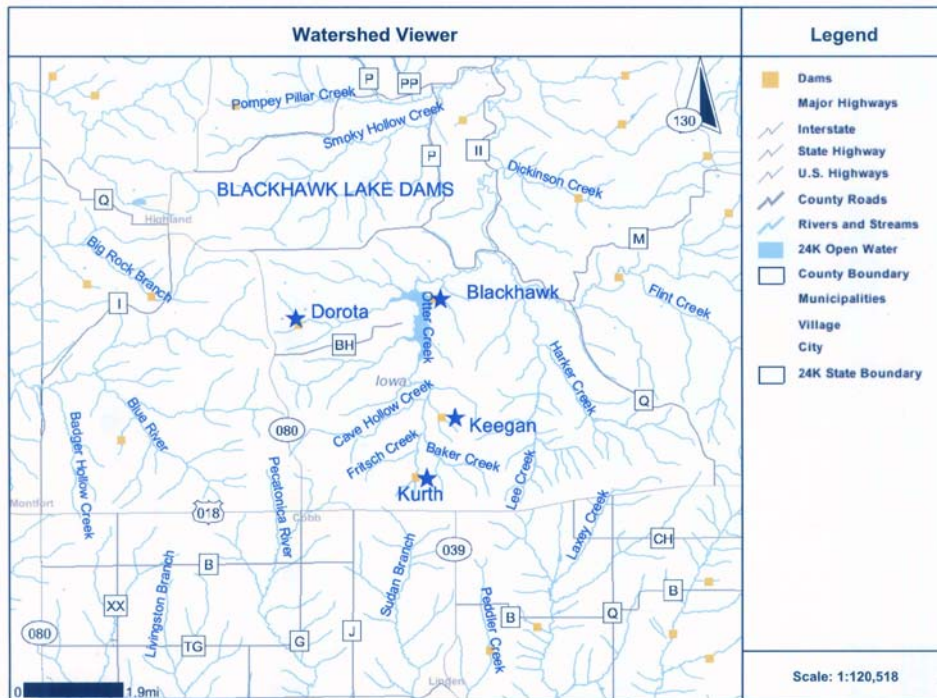 Watershed Viewer
Legend
P
PP
Pompey Pillar Creek
Smoky Hollow Creek
130
P
II
Dickinson Creek
BLACKHAWK LAKE DAMS
Q
Highland
M
Big Rock Branch
Flint Creek
I
Dorota
Otter Creek
Blackhawk
BH
Harker Creek
Iowa
Q
Cave Hollow Creek
Keegan
Blue River
Badger Hollow Creek
080
Fritsch Creek
Baker Creek
Pecatonica River
Kurth
Lee Creek
Montfort
018
Cobb
Laxey Creek
CH
039
B
Sudan Branch
Livingston Branch
B
XX
B
Q
Peddler Creek
080
TG
G
J
Linden
0
1.9mi
Dams
Major Highways
Interstate
State Highway
U.S. Highways
County Roads
Rivers and Streams
24K Open Water
County Boundary
Municipalities
Village
City
24K State Boundary
Scale: 1:120,518